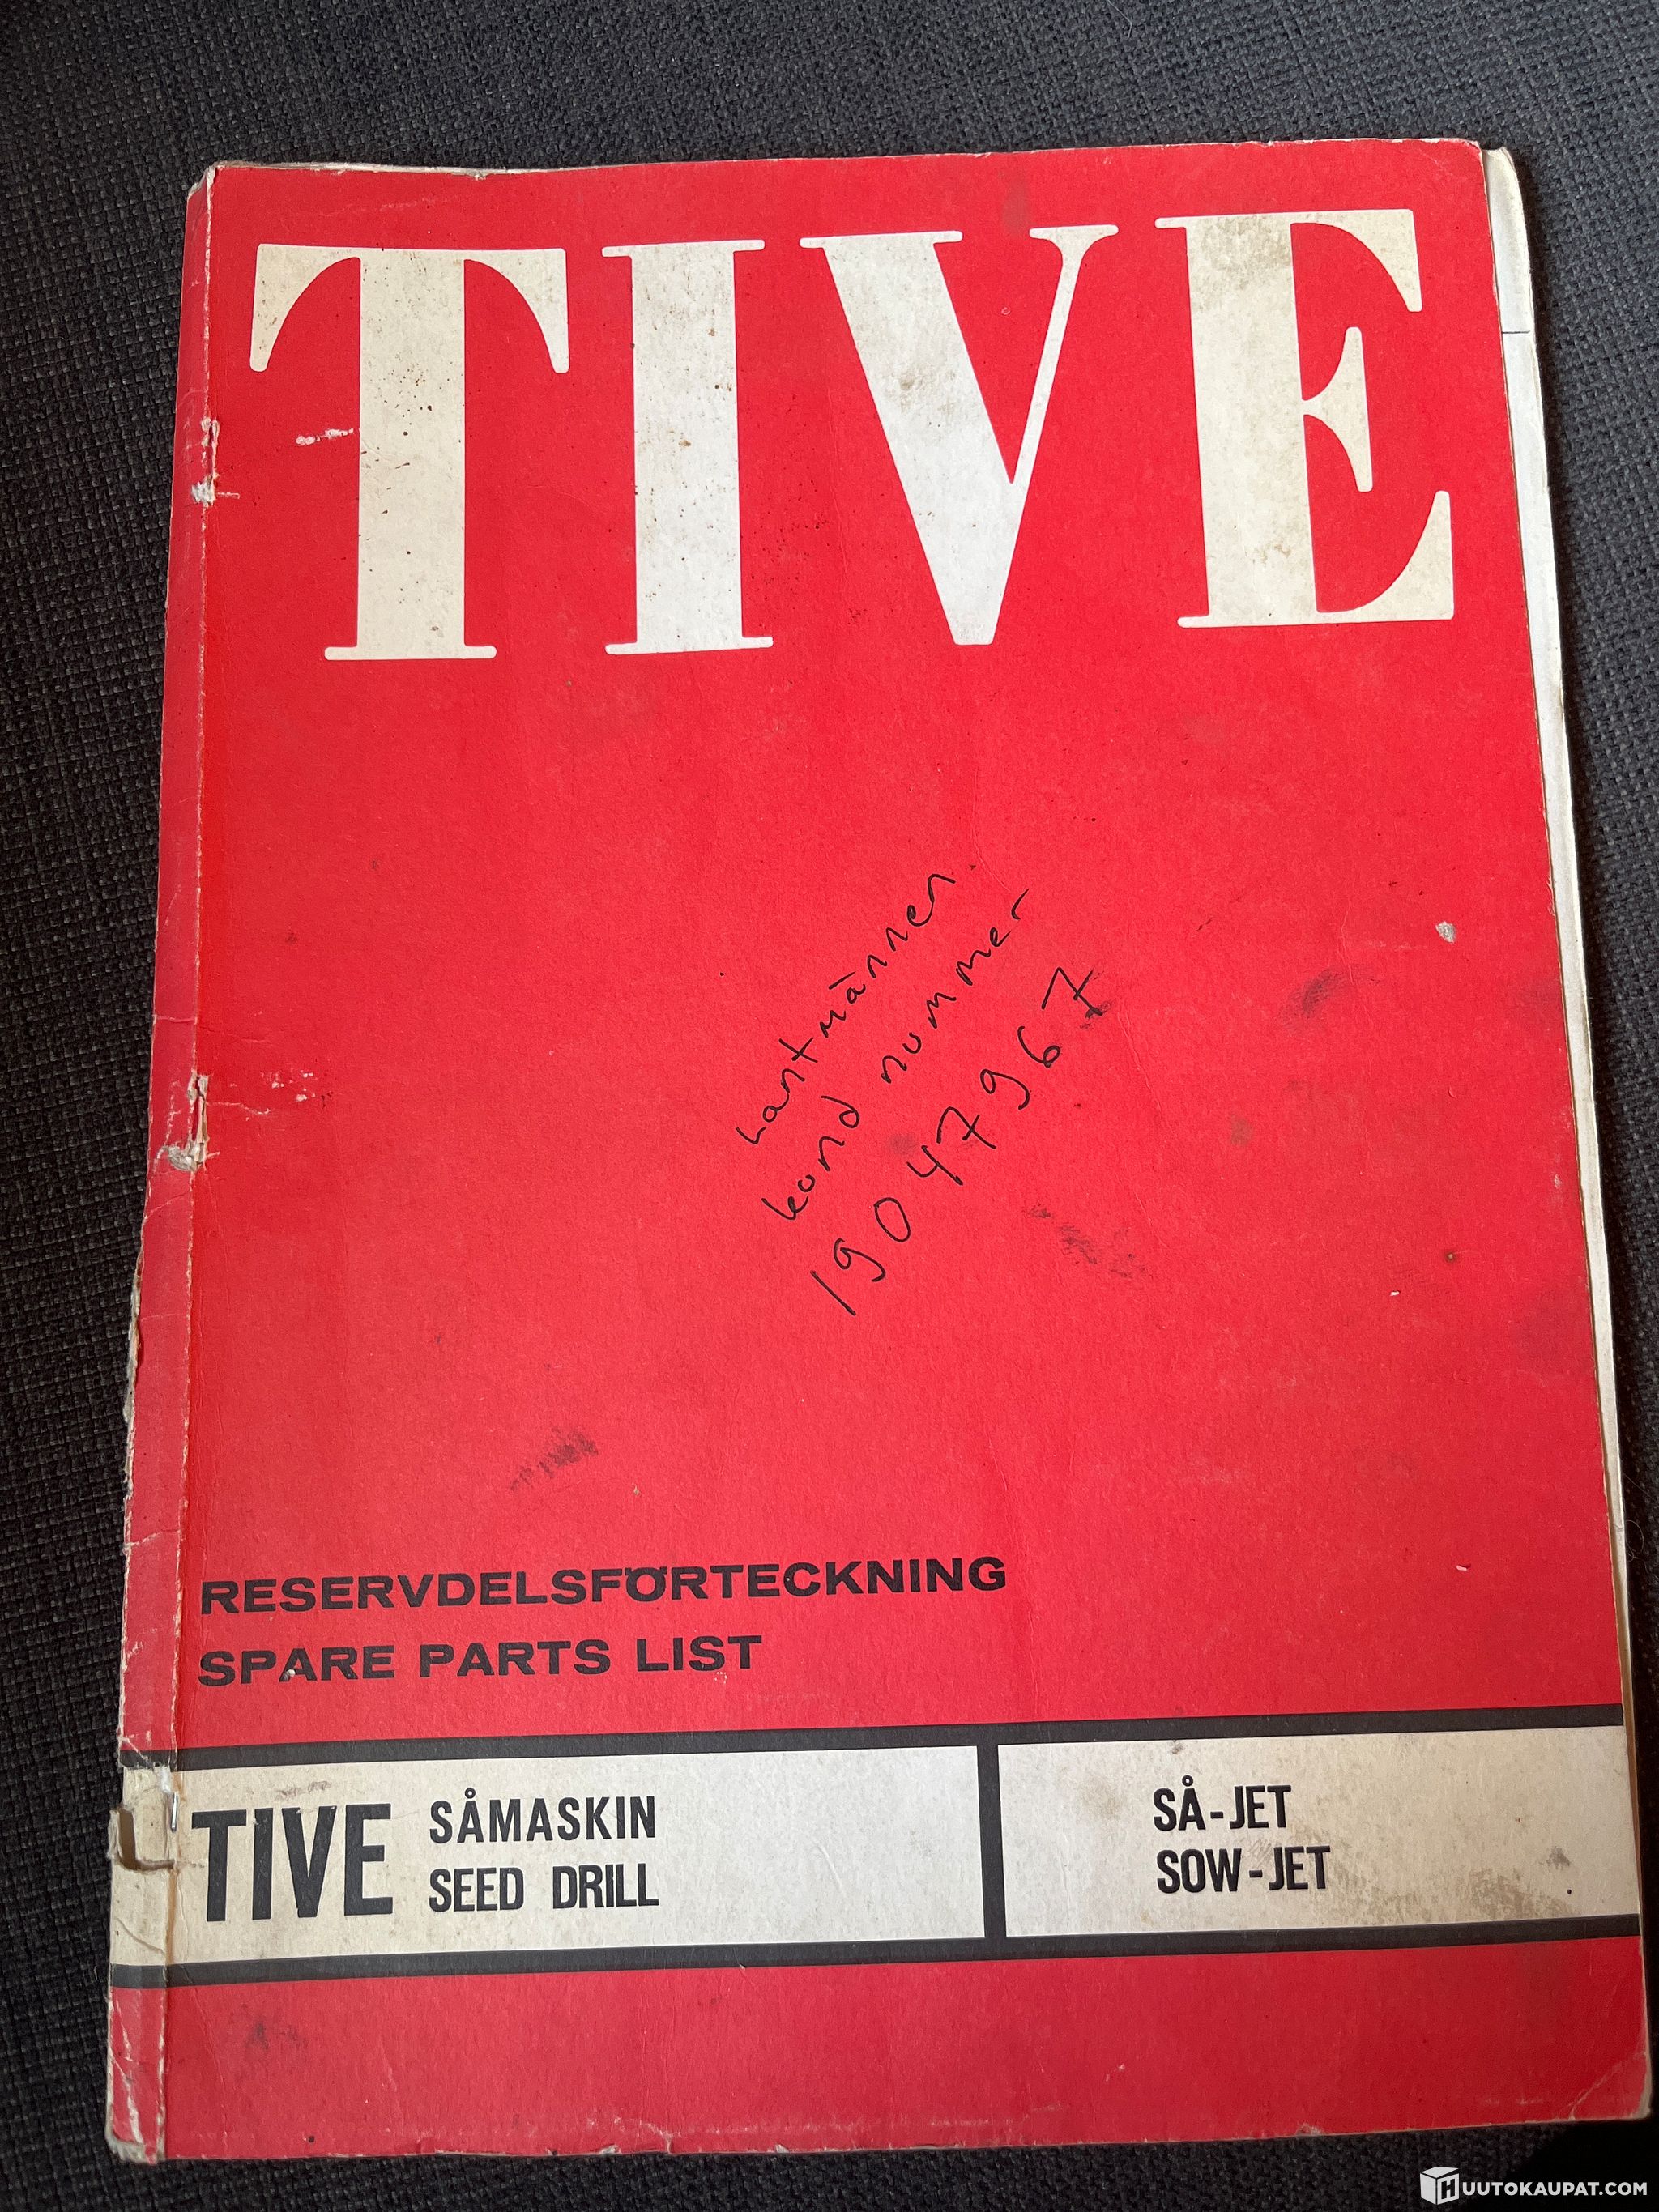 TIVE
Lantmännen.
kond nummer
19047967
RESERVDELSFÖRTECKNING
SPARE PARTS LIST
TIVE SÅMASKIN
SEED DRILL
SÅ-JET
SOW-JET
HUUTOKAUPAT.COM